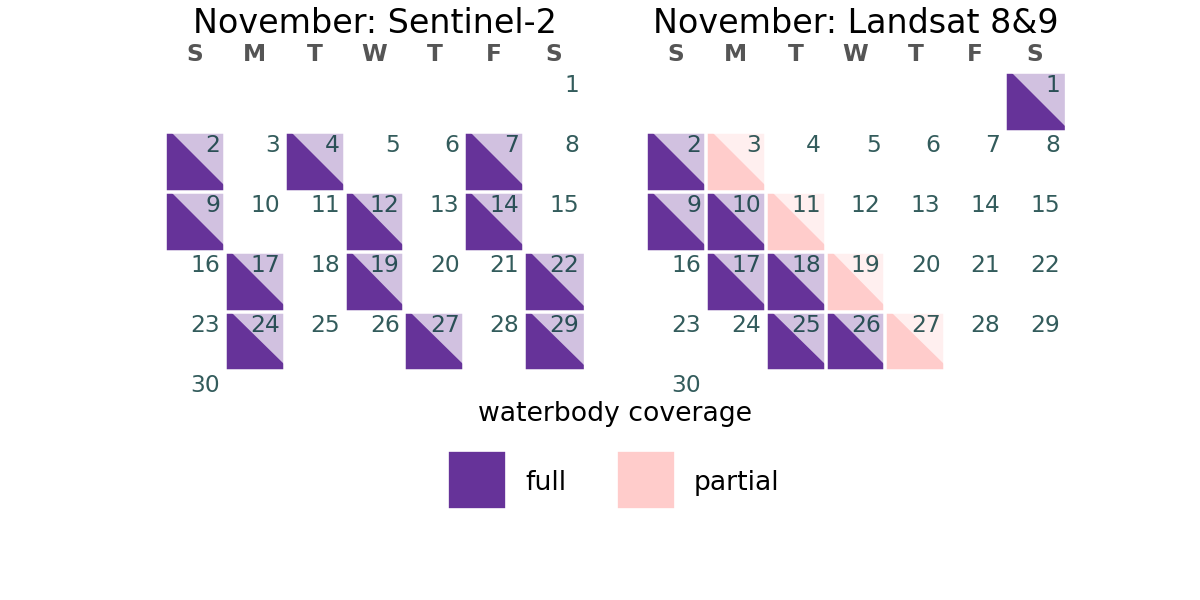 November: Sentinel-2
S M T W T F S
1
2 3 4 5 6 7 8
9 10 11 12 13 14 15
16 17 18 19 20 21 22
23 24 25 26 27 28 29
30
November: Landsat 8&9
S M T W T F S
1
2 3 4 5 6 7 8
9 10 11 12 13 14 15
16 17 18 19 20 21 22
23 24 25 26 27 28 29
30
waterbody coverage
full
partial